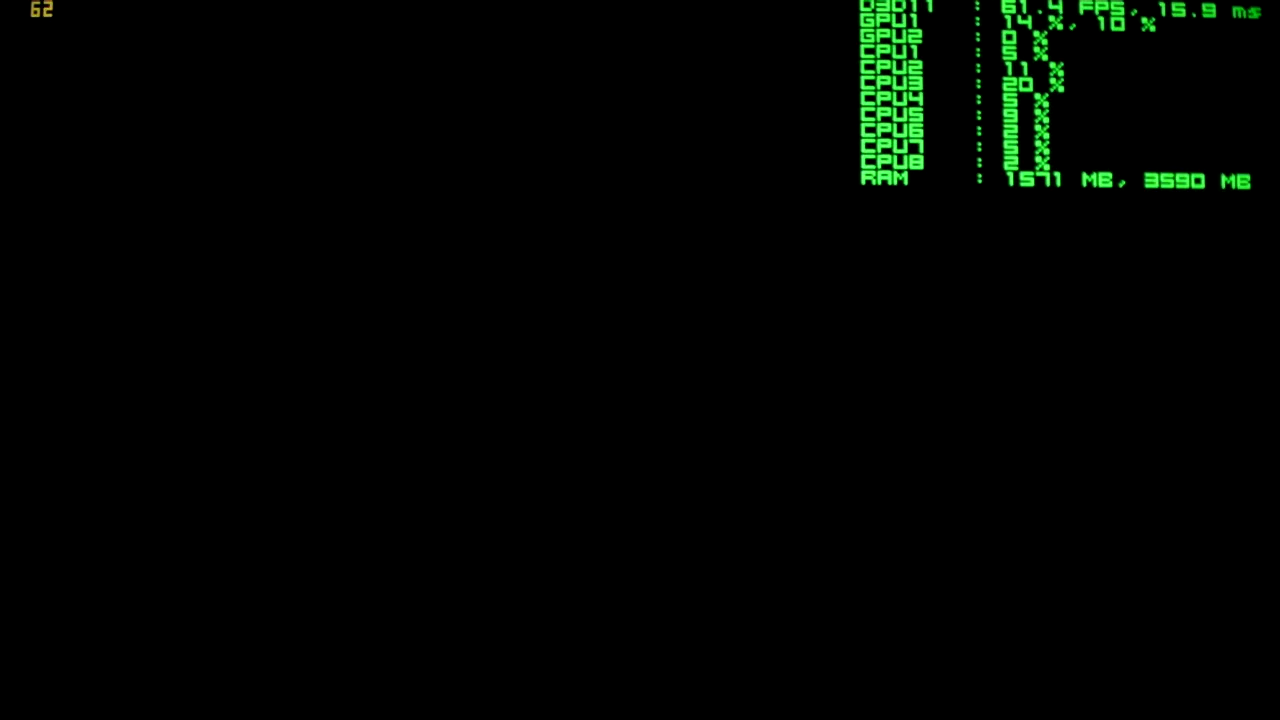 62
D3D11 : 61.4 FPS, 15.9 ms
GPU1 : 14 %, 10 %
GPU2 : 0 %
CPU1 : 5 %
CPU2 : 11 %
CPU3 : 20 %
CPU4 : 5 %
CPU5 : 9 %
CPU6 : 2 %
CPU7 : 5 %
CPU8 : 2 %
RAM : 1571 MB, 3590 MB